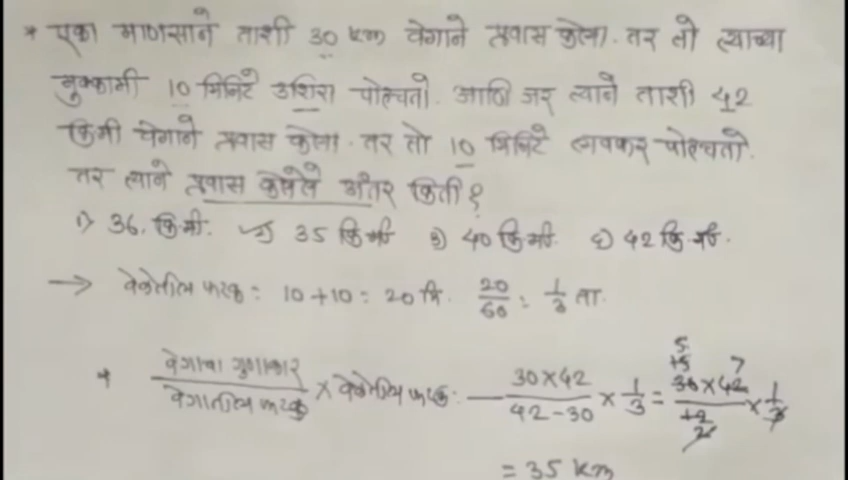 * एका माणसाने ताशी 30 km वेगाने प्रवास केला. तर तो त्याच्या
मुक्कामी 10 मिनिटे उशिरा पोहचतो. आणि जर त्याने ताशी 42
किमी वेगाने प्रवास केला. तर तो 10 मिनिटे लवकर पोहचतो.
तर त्याने प्रवास केलेले अंतर किती?
1) 36. कि.मी. 2) 35 कि.मी 3) 40 कि.मी. 4) 42 कि.मी.
→ वेळेतील फरक = 10 + 10 = 20 मि. 20/60 = 1/3 ता.
* वेगाचा गुणाकार/वेगातील फरक × वेळेतील फरक = 30×42/42-30 × 1/3 = 30×42/12 × 1/3
= 35 km